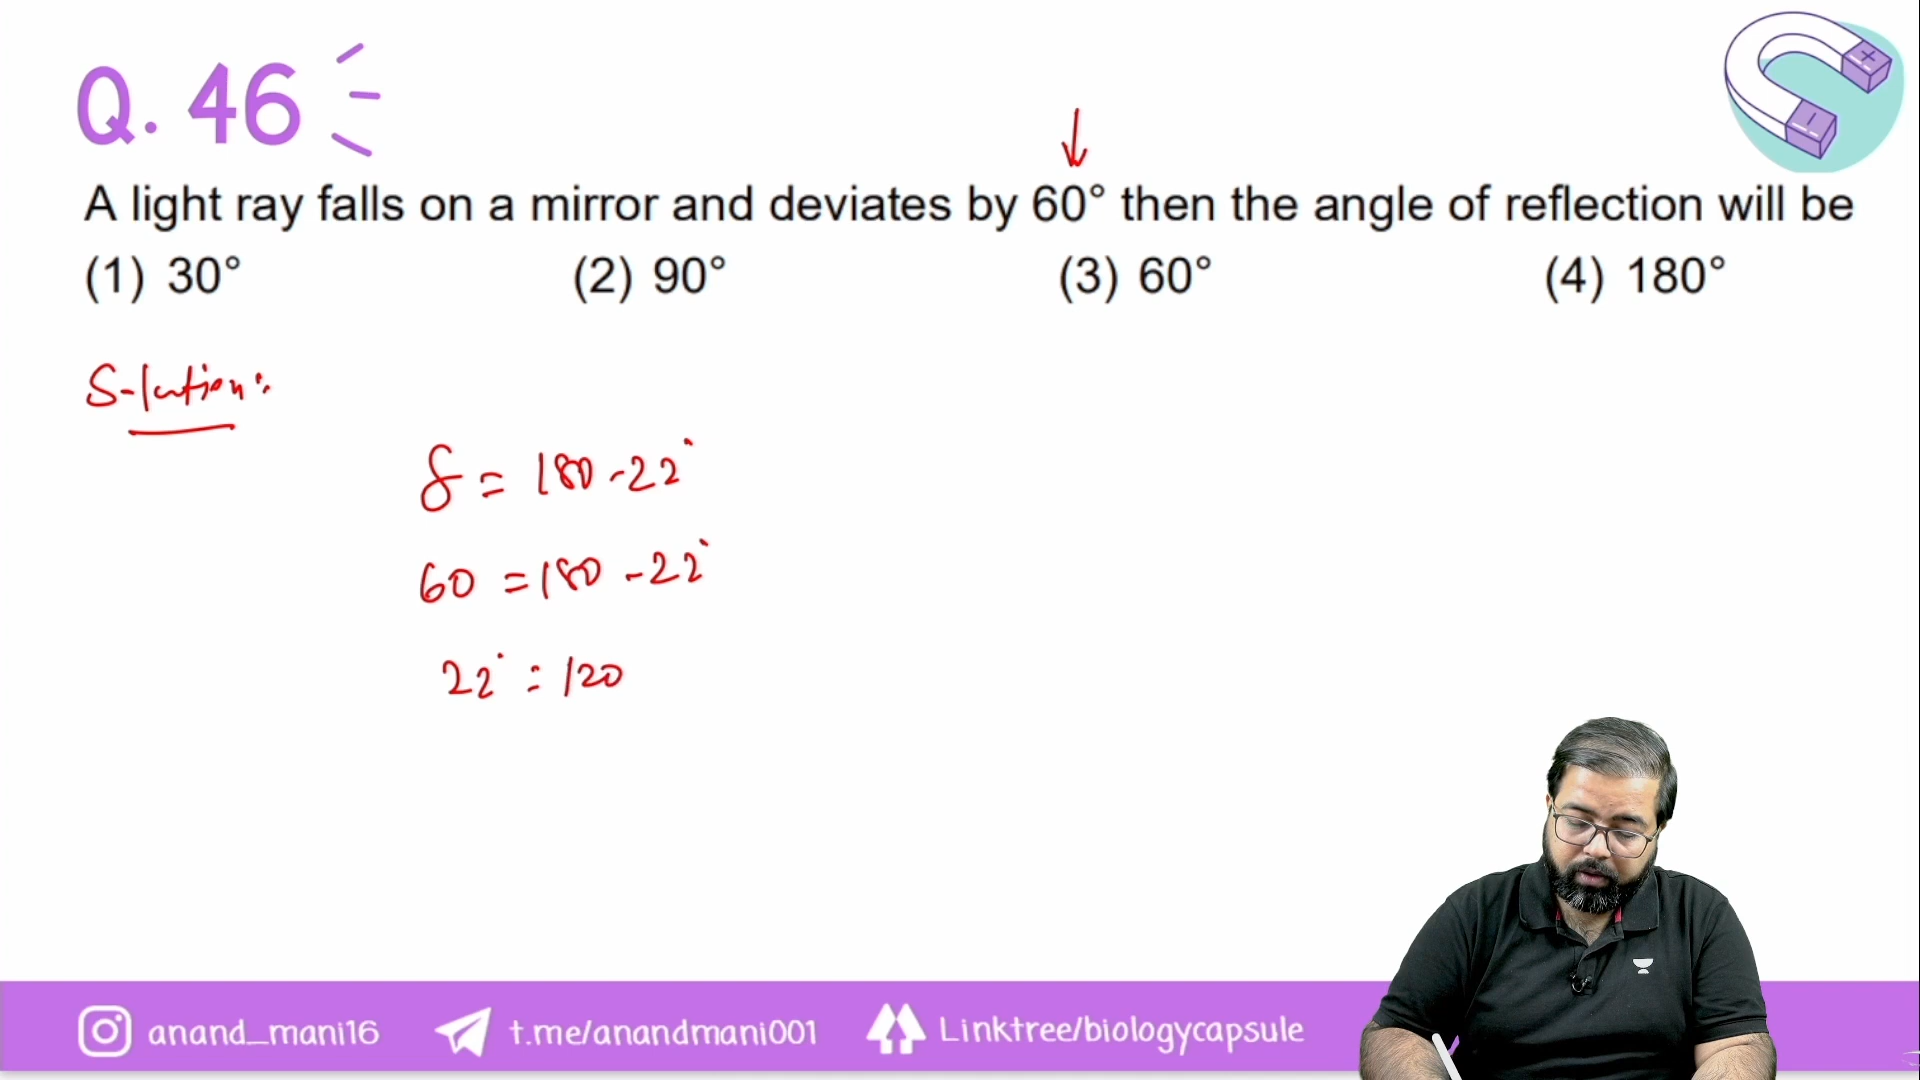 Q. 46
A light ray falls on a mirror and deviates by 60° then the angle of reflection will be
(1) 30° (2) 90° (3) 60° (4) 180°
Solution:
δ = 180 - 2i
60 = 180 - 2i
2i = 120
anand_mani16 t.me/anandmani001 Linktree/biologycapsule